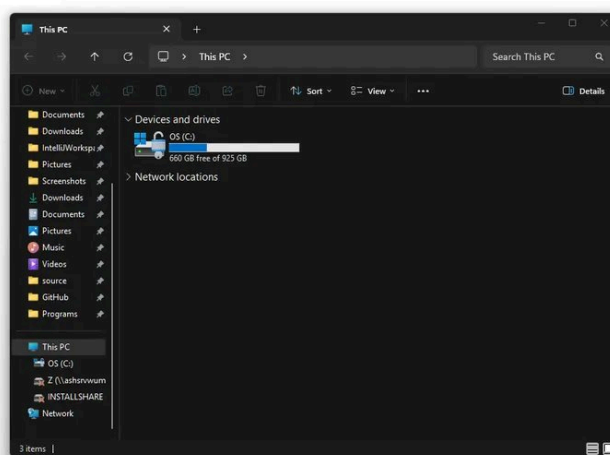 This PC
This PC
Search This PC
New
Sort
View
Details
Documents
Downloads
IntelliJWorkspa
Pictures
Screenshots
Downloads
Documents
Pictures
Music
Videos
source
GitHub
Programs
This PC
OS (C:)
Z (\\ashsrvwum
INSTALLSHARE
Network
Devices and drives
OS (C:)
660 GB free of 925 GB
Network locations
3 items